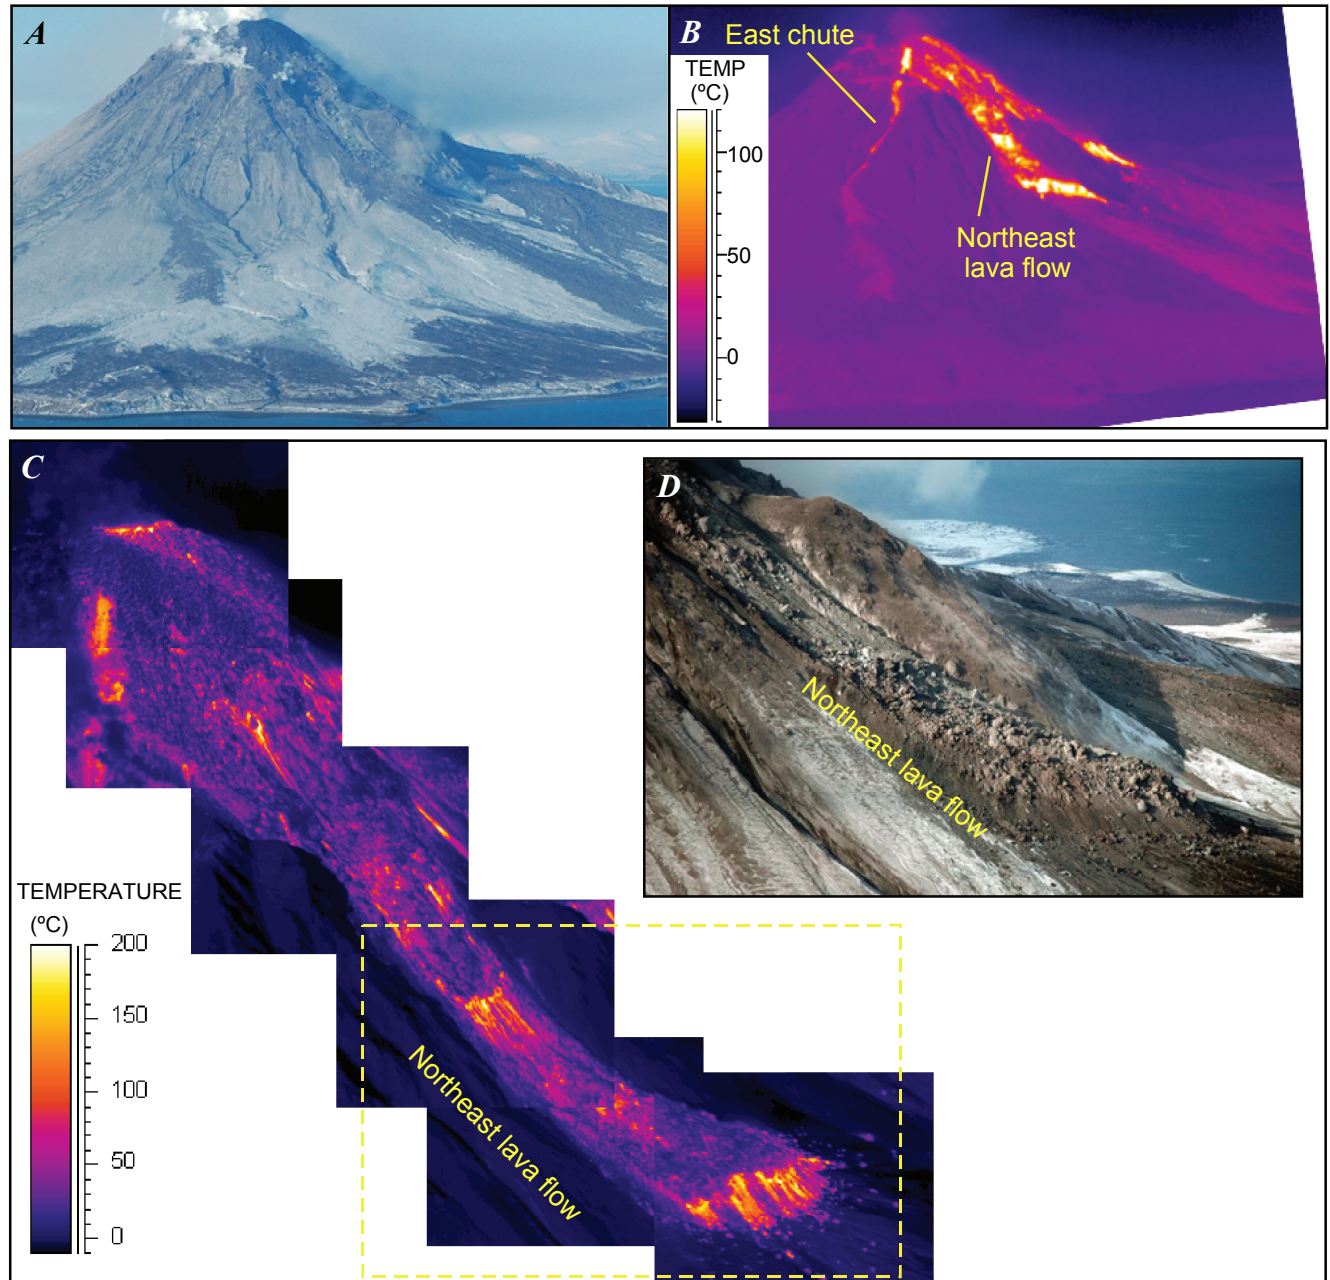 A
B
East chute
TEMP
(ºC)
100
50
0
Northeast
lava flow
C
D
Northeast lava flow
TEMPERATURE
(ºC)
200
150
100
50
0
Northeast lava flow